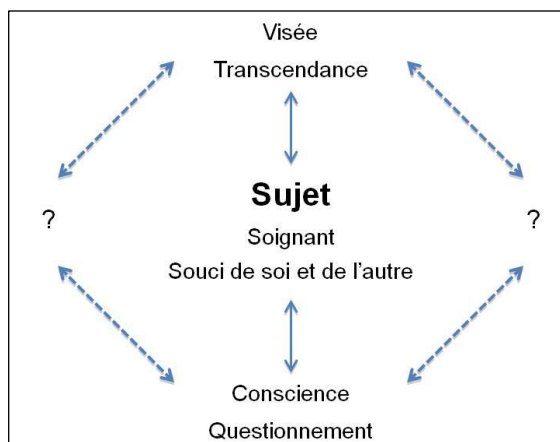 Visée
Transcendance
Sujet
?
?
Soignant
Souci de soi et de l'autre
Conscience
Questionnement